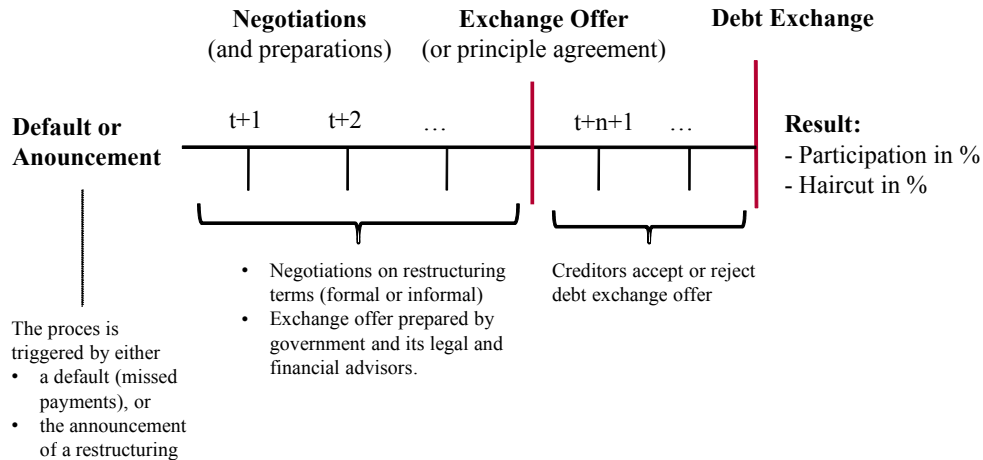 Negotiations
(and preparations)
Exchange Offer
(or principle agreement)
Debt Exchange
Default or
Anouncement
t+1
t+2
…
t+n+1
…
Result:
- Participation in %
- Haircut in %
• Negotiations on restructuring
terms (formal or informal)
• Exchange offer prepared by
government and its legal and
financial advisors.
Creditors accept or reject
debt exchange offer
The proces is
triggered by either
• a default (missed
payments), or
• the announcement
of a restructuring